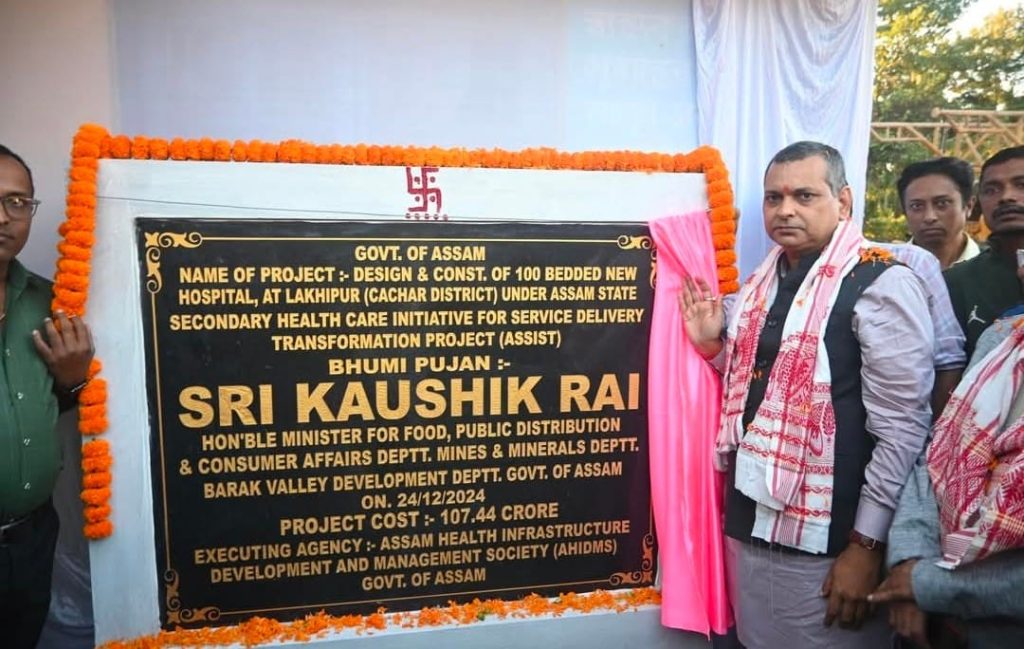 GOVT. OF ASSAM
NAME OF PROJECT :- DESIGN & CONST. OF 100 BEDDED NEW
HOSPITAL, AT LAKHIPUR (CACHAR DISTRICT) UNDER ASSAM STATE
SECONDARY HEALTH CARE INITIATIVE FOR SERVICE DELIVERY
TRANSFORMATION PROJECT (ASSIST)
BHUMI PUJAN :-
SRI KAUSHIK RAI
HON'BLE MINISTER FOR FOOD, PUBLIC DISTRIBUTION
& CONSUMER AFFAIRS DEPTT. MINES & MINERALS DEPTT.
BARAK VALLEY DEVELOPMENT DEPTT. GOVT. OF ASSAM
ON. 24/12/2024
PROJECT COST :- 107.44 CRORE
EXECUTING AGENCY :- ASSAM HEALTH INFRASTRUCTURE
DEVELOPMENT AND MANAGEMENT SOCIETY (AHIDMS)
GOVT. OF ASSAM